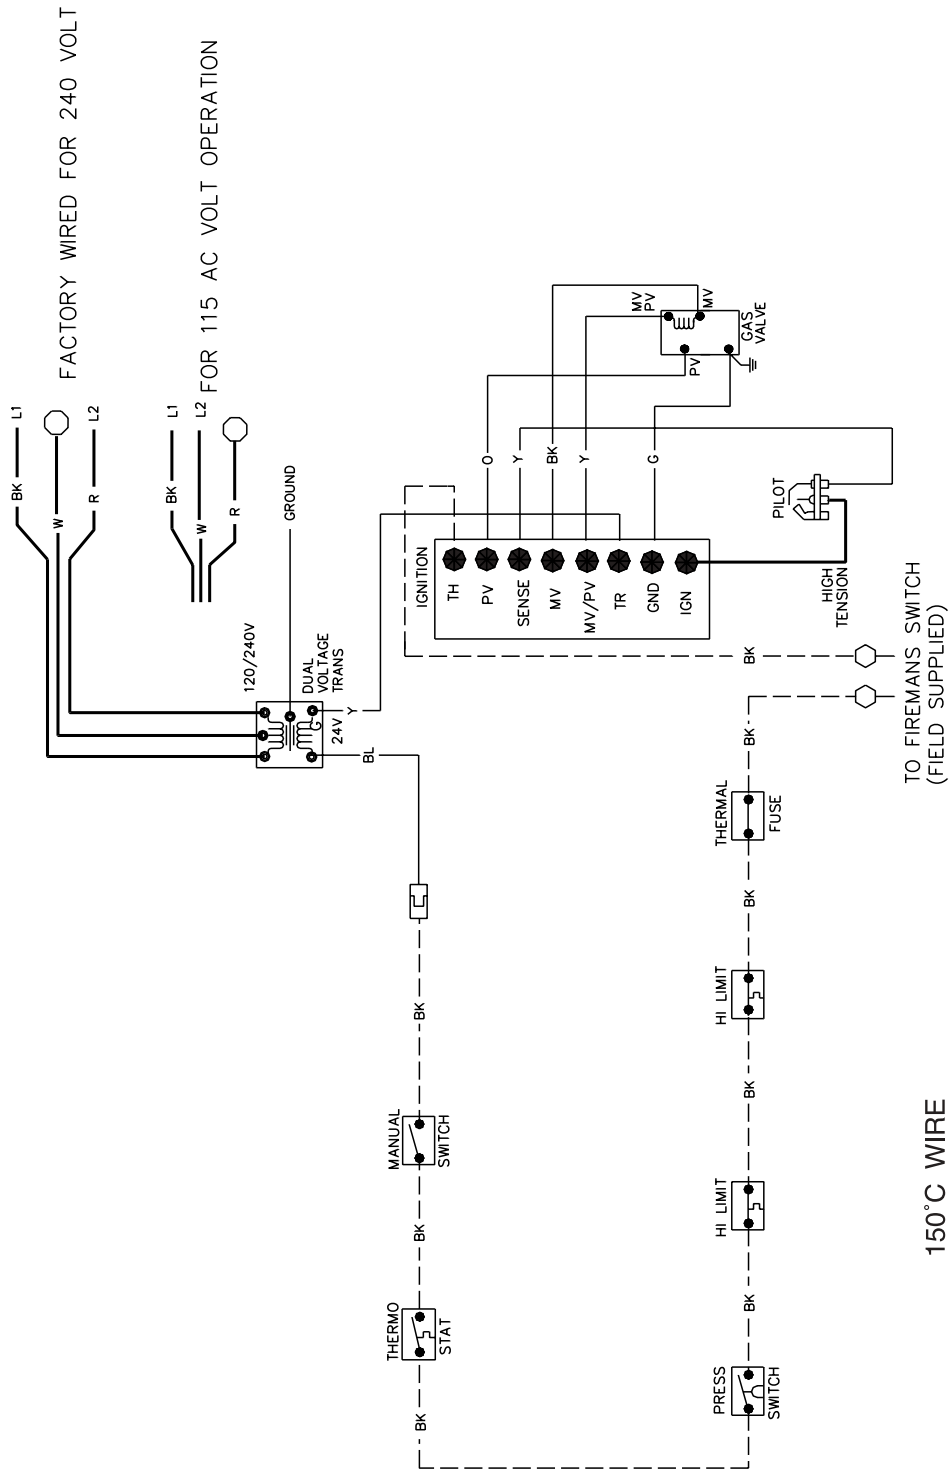 FACTORY WIRED FOR 240 VOLT
L1
BK
W
L2
R
FOR 115 AC VOLT OPERATION
L1
BK
L2
W
R
GROUND
120/240V
DUAL
VOLTAGE
TRANS
G
24V
Y
BL
IGNITION
TH
PV
SENSE
MV
MV/PV
TR
GND
IGN
O
Y
BK
Y
G
MV
PV
MV
PV
GAS
VALVE
PILOT
HIGH
TENSION
BK
TO FIREMANS SWITCH
(FIELD SUPPLIED)
BK
THERMAL
FUSE
BK
HI LIMIT
BK
HI LIMIT
BK
PRESS
SWITCH
BK
MANUAL
SWITCH
BK
THERMO
STAT
BK
150°C WIRE